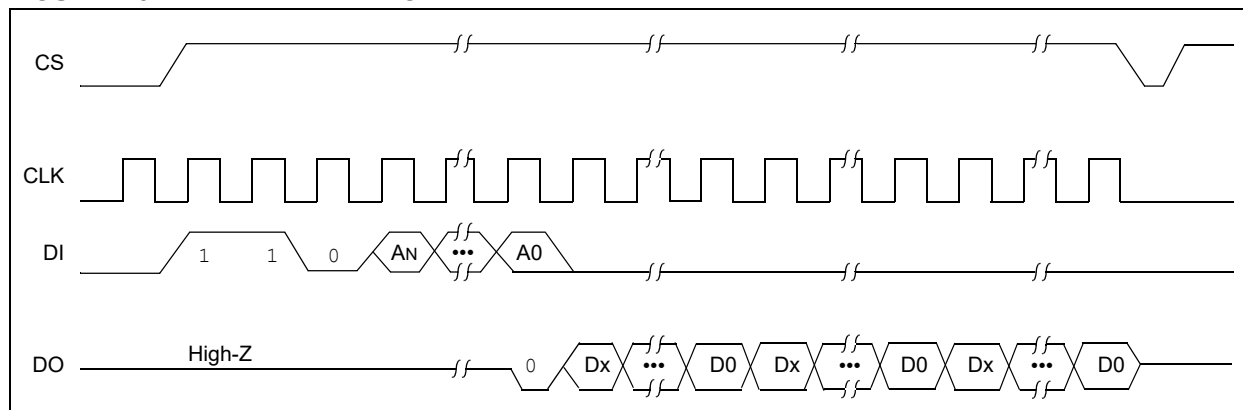 CS
CLK
DI 1 1 0 AN ••• A0
High-Z
DO 0 Dx ••• D0 Dx ••• D0 Dx ••• D0